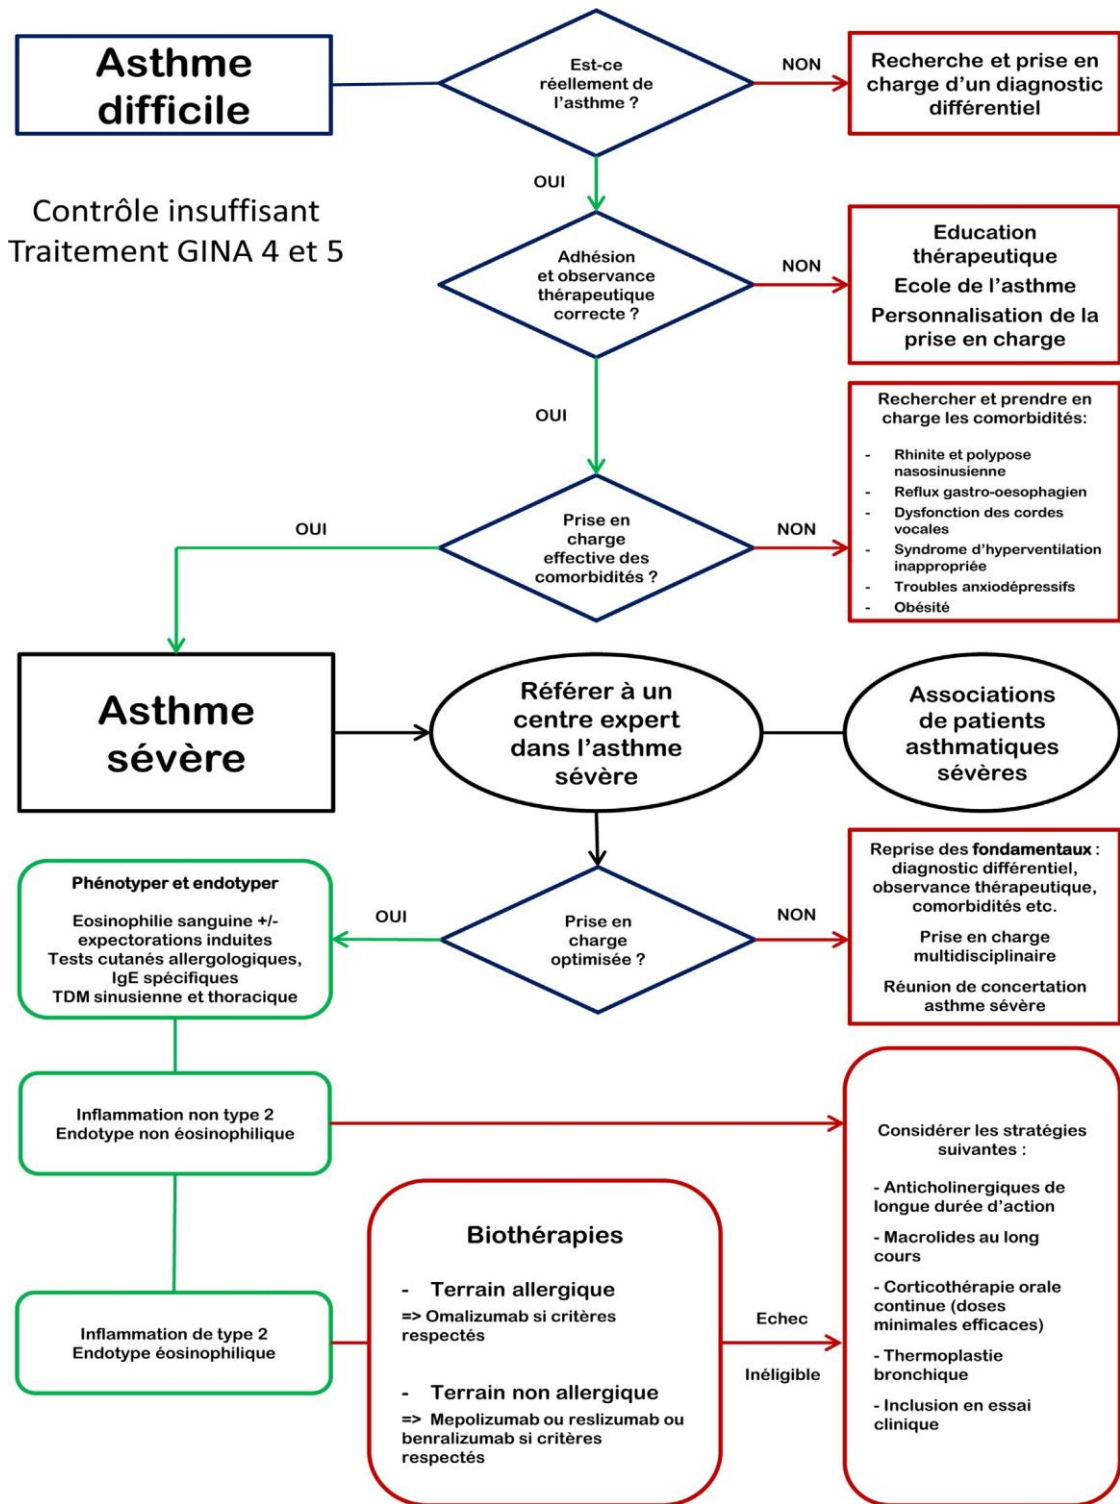 Asthme
difficile
Est-ce
réellement de
l'asthme ?
NON
Recherche et prise en
charge d'un diagnostic
différentiel
OUI
Contrôle insuffisant
Traitement GINA 4 et 5
Adhésion
et observance
thérapeutique
correcte ?
NON
Education
thérapeutique
Ecole de l'asthme
Personnalisation de la
prise en charge
OUI
Rechercher et prendre en
charge les comorbidités:
- Rhinite et polypose
nasosinusienne
- Reflux gastro-oesophagien
- Dysfonction des cordes
vocales
- Syndrome d'hyperventilation
inappropriée
- Troubles anxiodépressifs
- Obésité
OUI
Prise en
charge
effective des
comorbidités ?
NON
Asthme
sévère
Référer à un
centre expert
dans l'asthme
sévère
Associations
de patients
asthmatiques
sévères
Phénotyper et endotyper
Eosinophilie sanguine +/-
expectorations induites
Tests cutanés allergologiques,
IgE spécifiques
TDM sinusienne et thoracique
OUI
Prise en
charge
optimisée ?
NON
Reprise des fondamentaux :
diagnostic différentiel,
observance thérapeutique,
comorbidités etc.
Prise en charge
multidisciplinaire
Réunion de concertation
asthme sévère
Inflammation non type 2
Endotype non éosinophilique
Inflammation de type 2
Endotype éosinophilique
Biothérapies
- Terrain allergique
=> Omalizumab si critères
respectés
- Terrain non allergique
=> Mepolizumab ou reslizumab ou
benralizumab si critères
respectés
Echec
Inéligible
Considérer les stratégies
suivantes :
- Anticholinergiques de
longue durée d'action
- Macrolides au long
cours
- Corticothérapie orale
continue (doses
minimales efficaces)
- Thermoplastie
bronchique
- Inclusion en essai
clinique